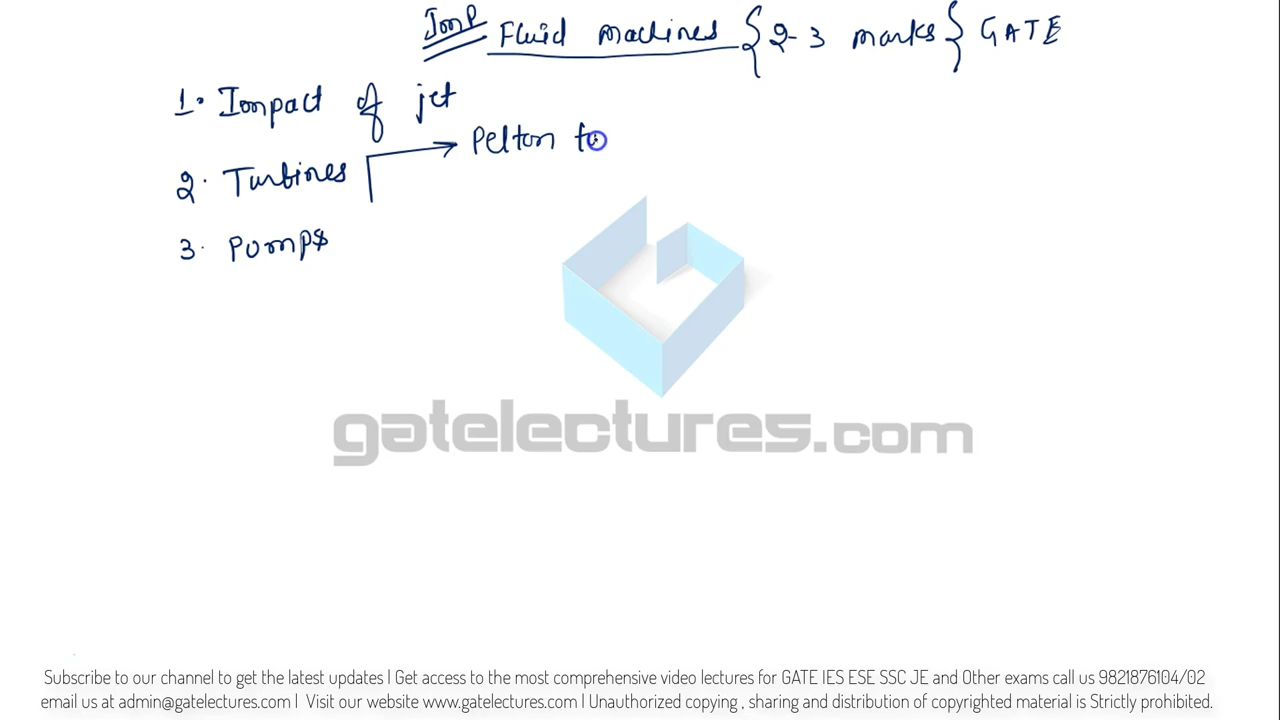 Imp Fluid machines {2-3 marks} GATE
1. Impact of jet
Pelton tu
2. Turbines
3. Pumps
gatelectures.com
Subscribe to our channel to get the latest updates | Get access to the most comprehensive video lectures for GATE IES ESE SSC JE and Other exams call us 9821876104/02
email us at admin@gatelectures.com | Visit our website www.gatelectures.com | Unauthorized copying , sharing and distribution of copyrighted material is Strictly prohibited.